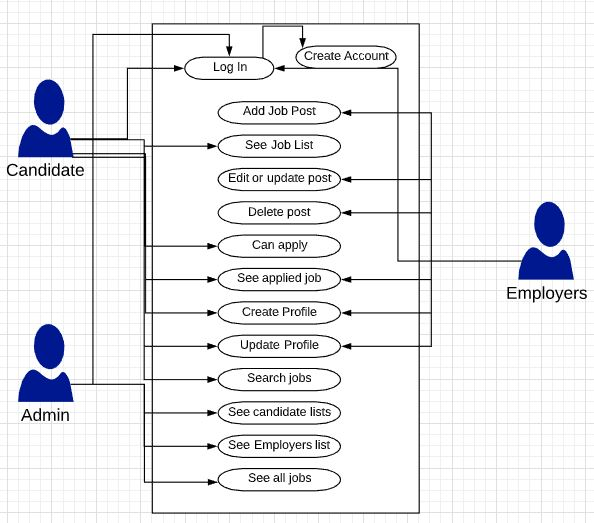 Create Account
Log In
Add Job Post
See Job List
Candidate
Edit or update post
Delete post
Can apply
See applied job
Employers
Create Profile
Update Profile
Search jobs
See candidate lists
Admin
See Employers list
See all jobs